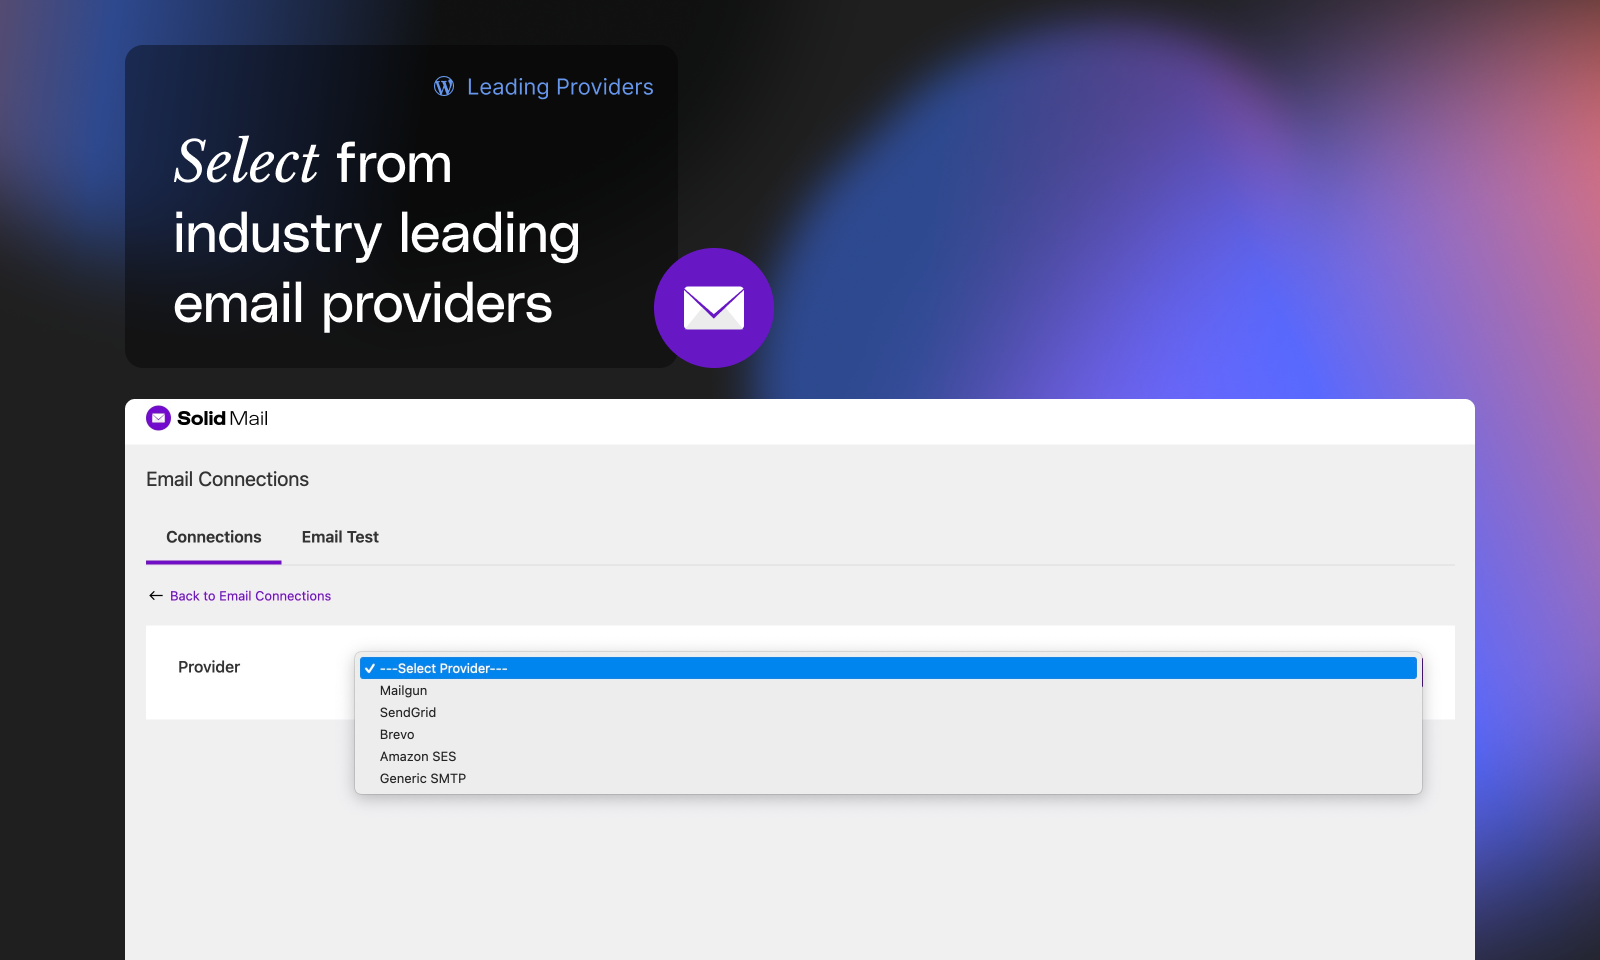 Leading Providers
Select from
industry leading
email providers
Solid Mail
Email Connections
Connections
Email Test
Back to Email Connections
Provider
---Select Provider---
Mailgun
SendGrid
Brevo
Amazon SES
Generic SMTP